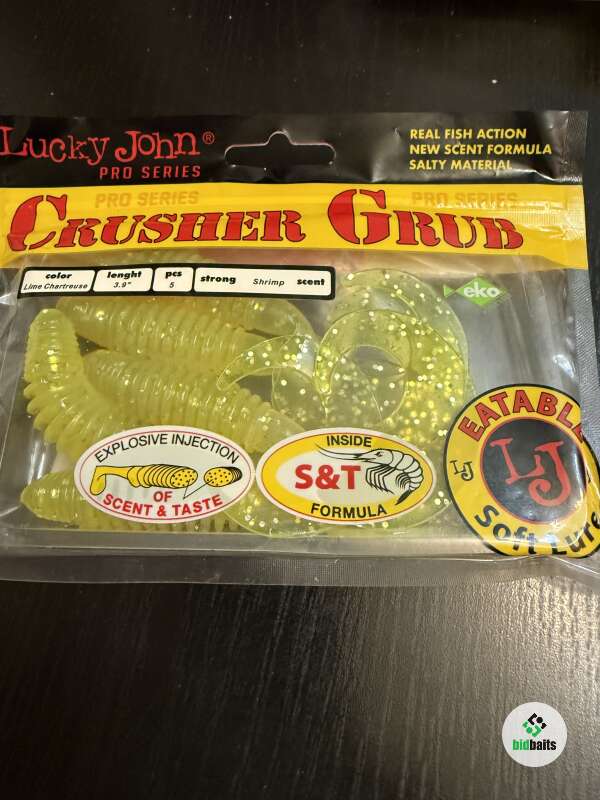 Lucky John®
PRO SERIES
REAL FISH ACTION
NEW SCENT FORMULA
SALTY MATERIAL
PRO SERIES PRO SERIES
CRUSHER GRUB
color lenght pcs strong Shrimp scent
Lime Chartreuse 3.9" 5
eko
EXPLOSIVE INJECTION
OF
SCENT & TASTE
INSIDE
S&T
FORMULA
EATABLE
LJ
LJ
Soft Lure
bidbaits